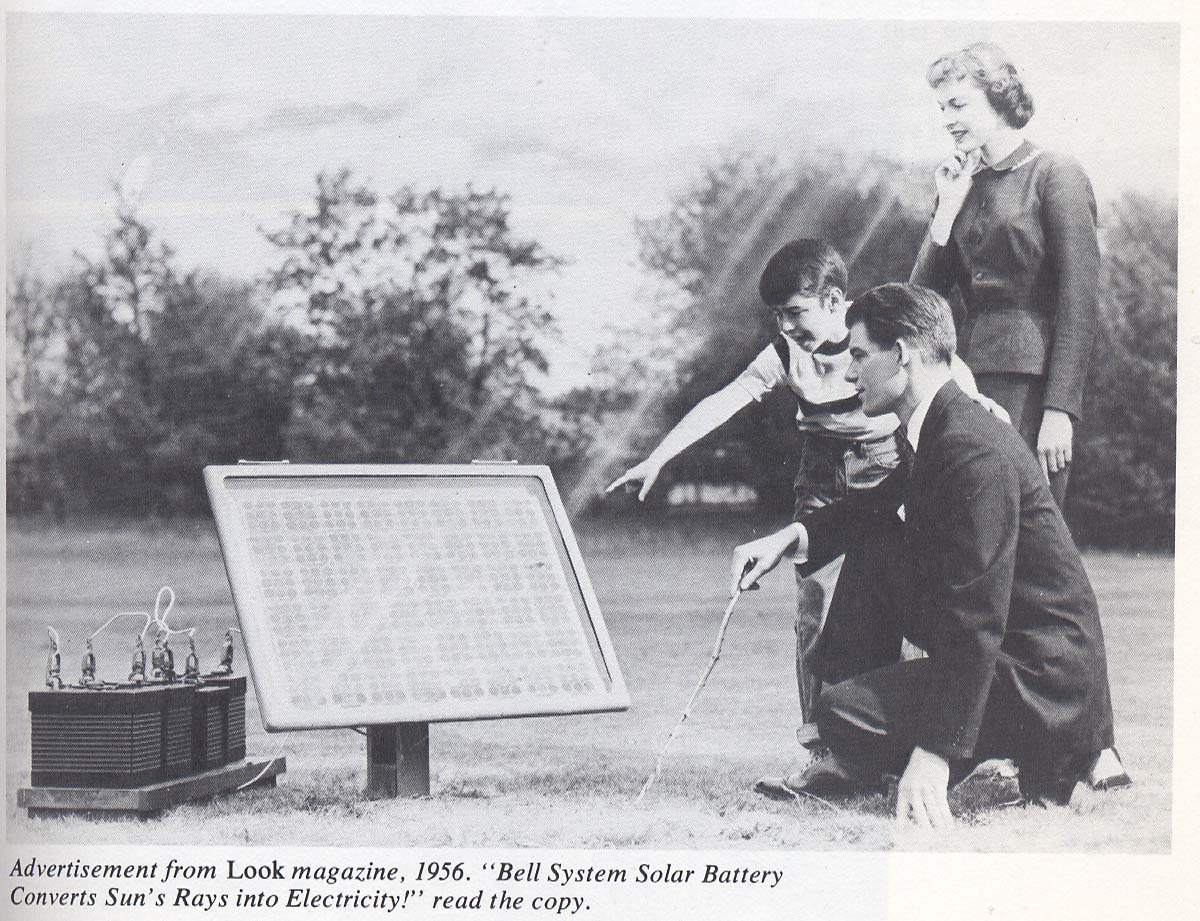 Advertisement from Look magazine, 1956. “Bell System Solar Battery
Converts Sun's Rays into Electricity!” read the copy.